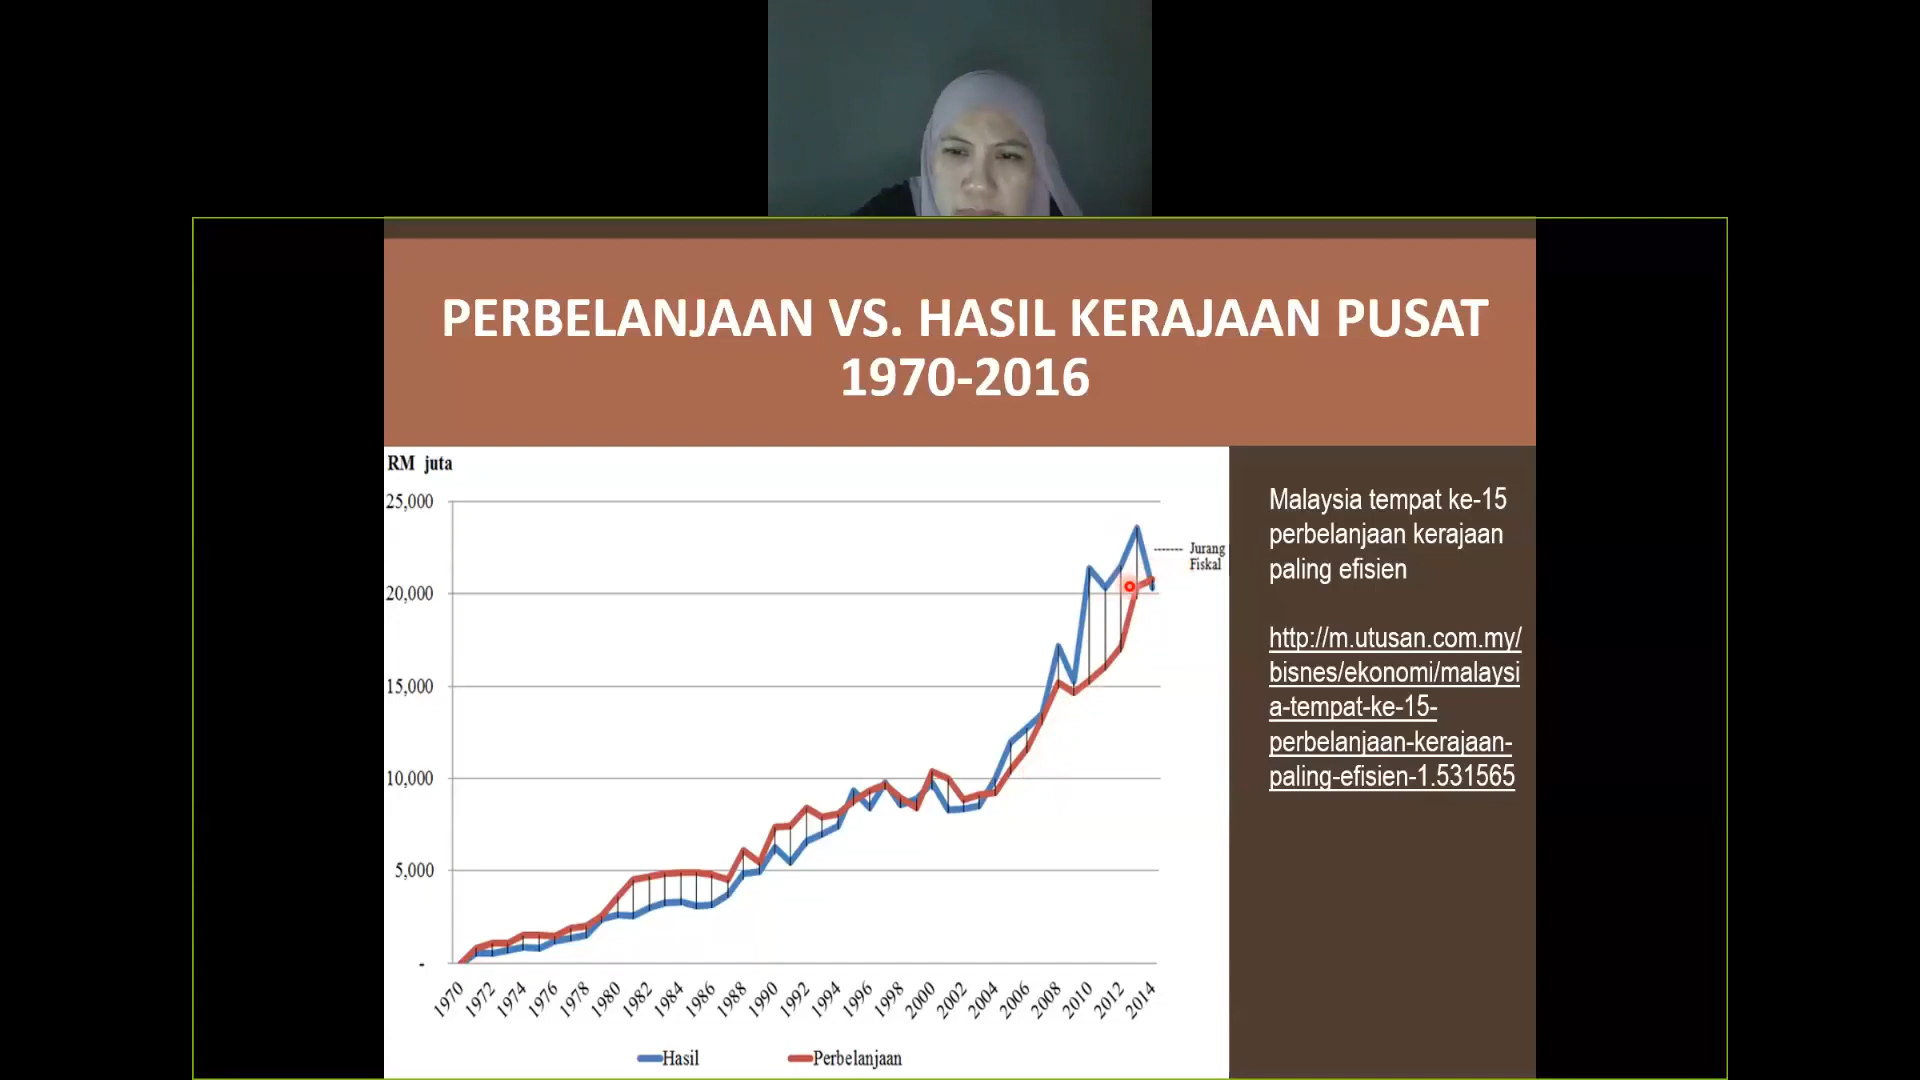 PERBELANJAAN VS. HASIL KERAJAAN PUSAT
1970-2016
RM juta
25,000
20,000
15,000
10,000
5,000
-
Jurang
Fiskal
1970 1972 1974 1976 1978 1980 1982 1984 1986 1988 1990 1992 1994 1996 1998 2000 2002 2004 2006 2008 2010 2012 2014
Hasil Perbelanjaan
Malaysia tempat ke-15
perbelanjaan kerajaan
paling efisien
http://m.utusan.com.my/
bisnes/ekonomi/malaysi
a-tempat-ke-15-
perbelanjaan-kerajaan-
paling-efisien-1.531565